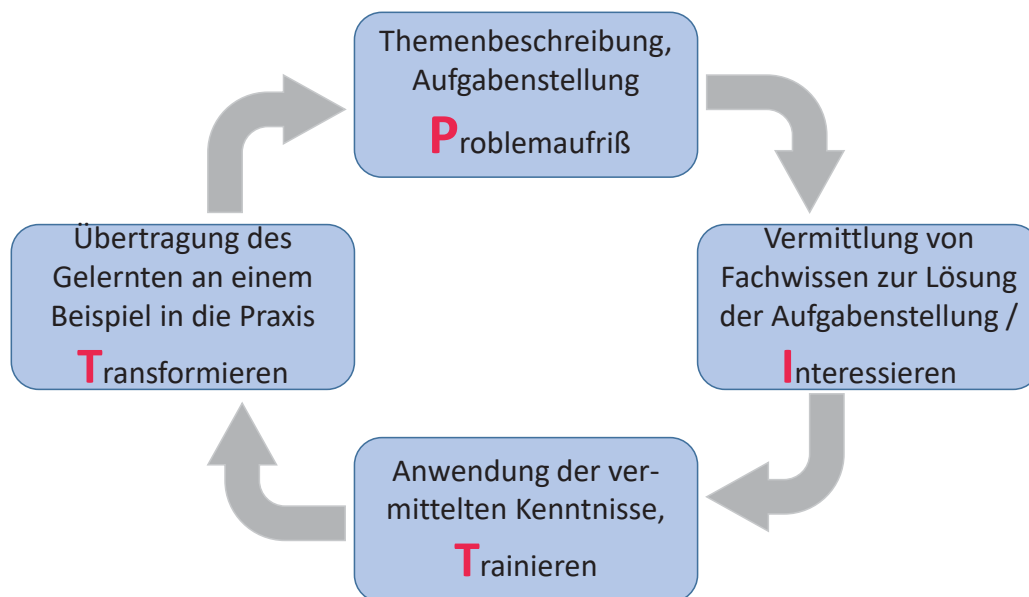 Themenbeschreibung,
Aufgabenstellung
Problemaufriß
Vermittlung von
Fachwissen zur Lösung
der Aufgabenstellung /
Interessieren
Anwendung der ver-
mittelten Kenntnisse,
Trainieren
Übertragung des
Gelernten an einem
Beispiel in die Praxis
Transformieren